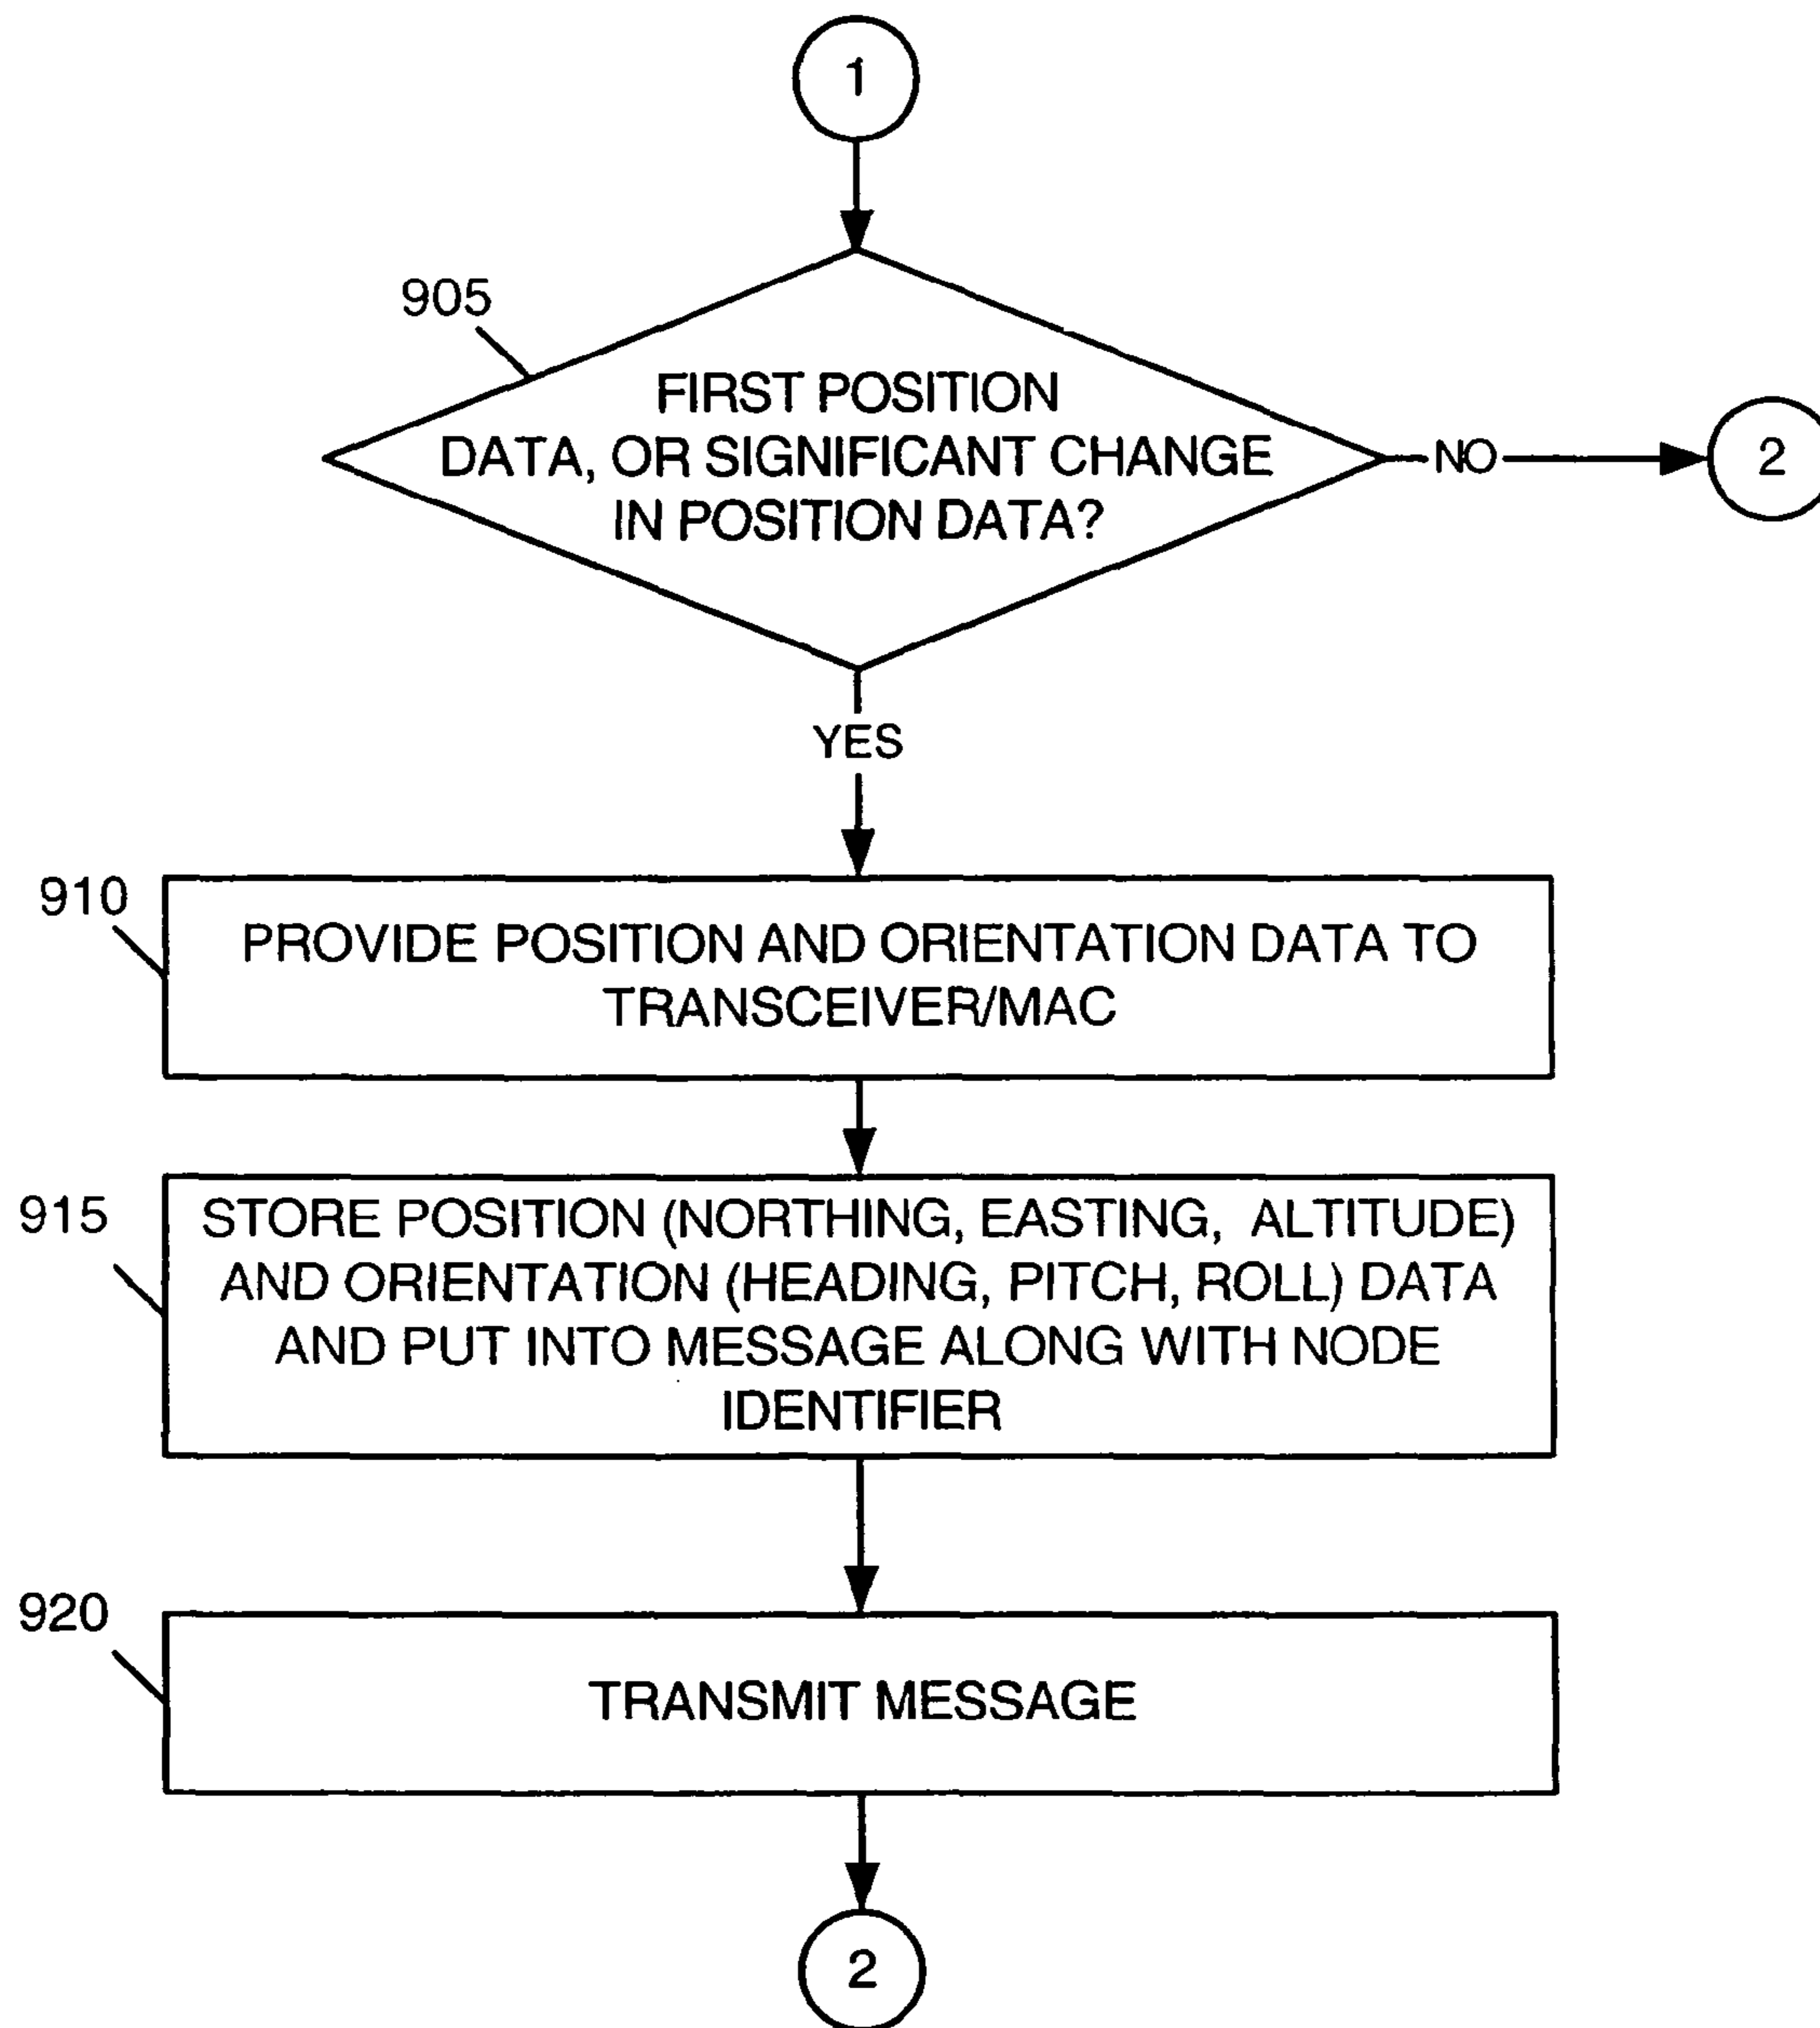 1
905
FIRST POSITION
DATA, OR SIGNIFICANT CHANGE
IN POSITION DATA?
NO
2
YES
910
PROVIDE POSITION AND ORIENTATION DATA TO
TRANSCEIVER/MAC
915
STORE POSITION (NORTHING, EASTING, ALTITUDE)
AND ORIENTATION (HEADING, PITCH, ROLL) DATA
AND PUT INTO MESSAGE ALONG WITH NODE
IDENTIFIER
920
TRANSMIT MESSAGE
2